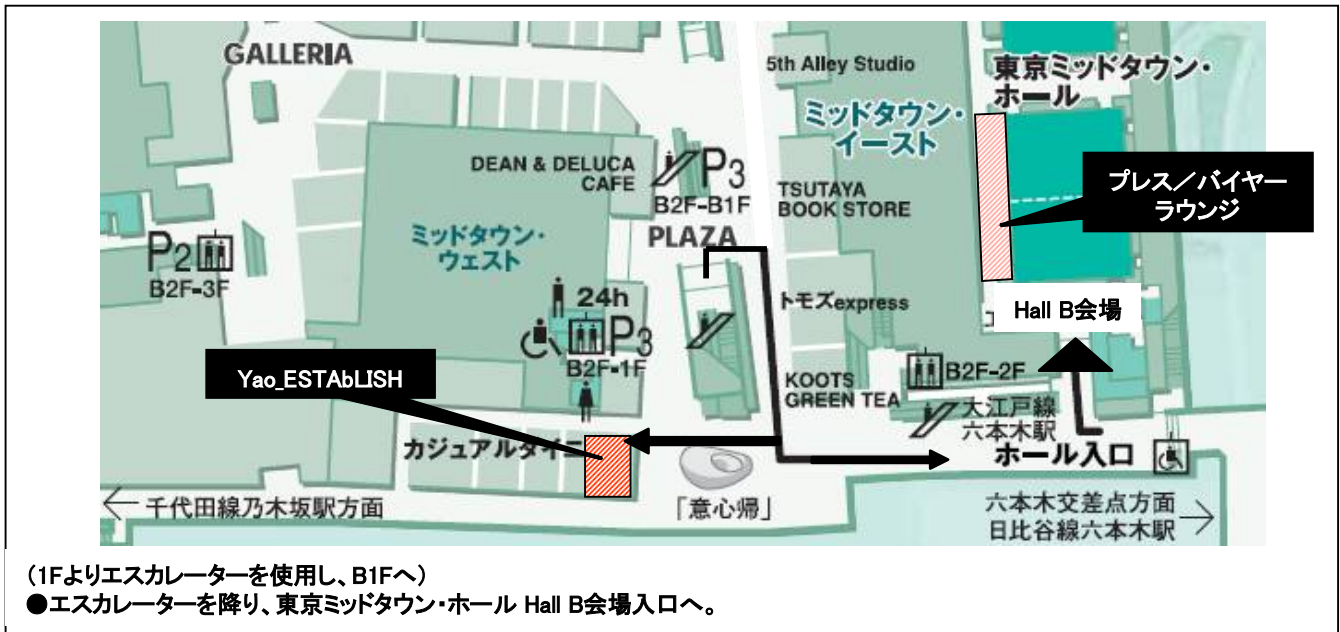 GALLERIA
5th Alley Studio
東京ミッドタウン・
ホール
ミッドタウン・
イースト
DEAN & DELUCA
CAFE
P3
B2F-B1F
PLAZA
TSUTAYA
BOOK STORE
プレス／バイヤー
ラウンジ
P2
B2F-3F
ミッドタウン・
ウェスト
24h
P3
B2F-1F
トモズexpress
Hall B会場
Yao_ESTAbLISH
KOOTS
GREEN TEA
B2F-2F
大江戸線
六本木駅
ホール入口
カジュアルダイニ
「意心帰」
千代田線乃木坂駅方面
六本木交差点方面
日比谷線六本木駅
（1Fよりエスカレーターを使用し、B1Fへ）
●エスカレーターを降り、東京ミッドタウン・ホール Hall B会場入口へ。